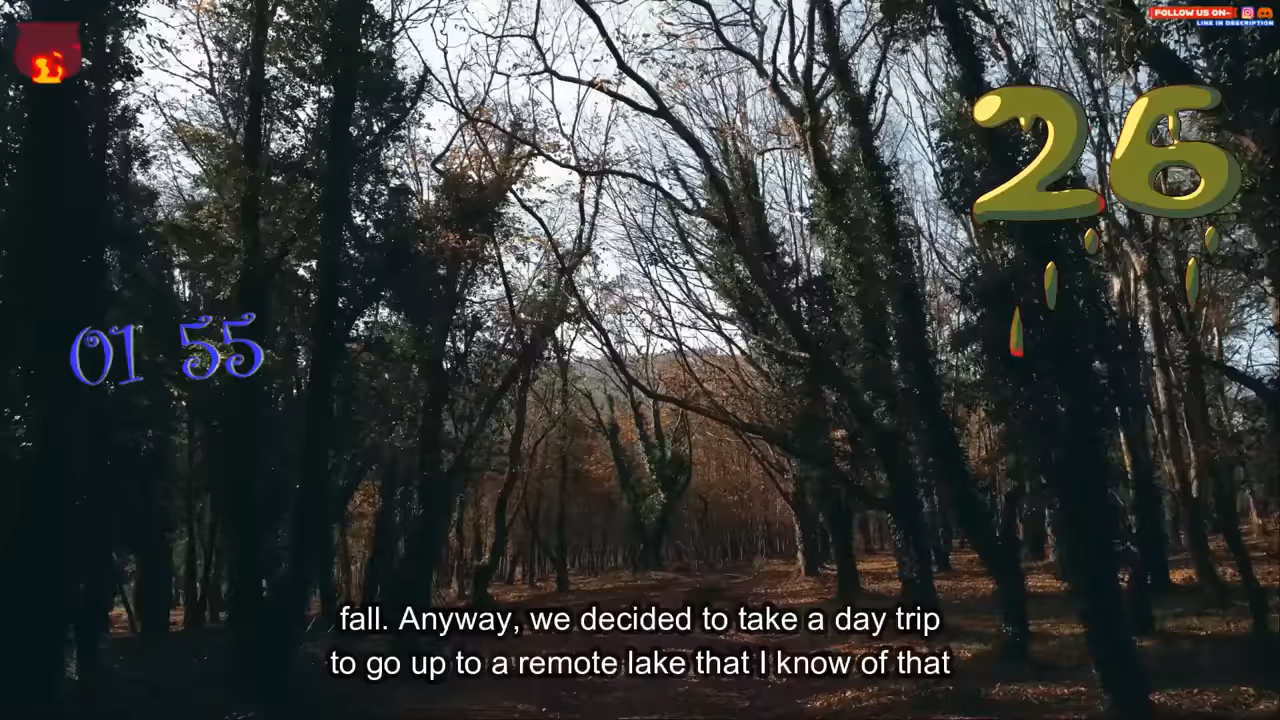 FOLLOW US ON-
LINK IN DESCRIPTION
26
01 55
fall. Anyway, we decided to take a day trip
to go up to a remote lake that I know of that